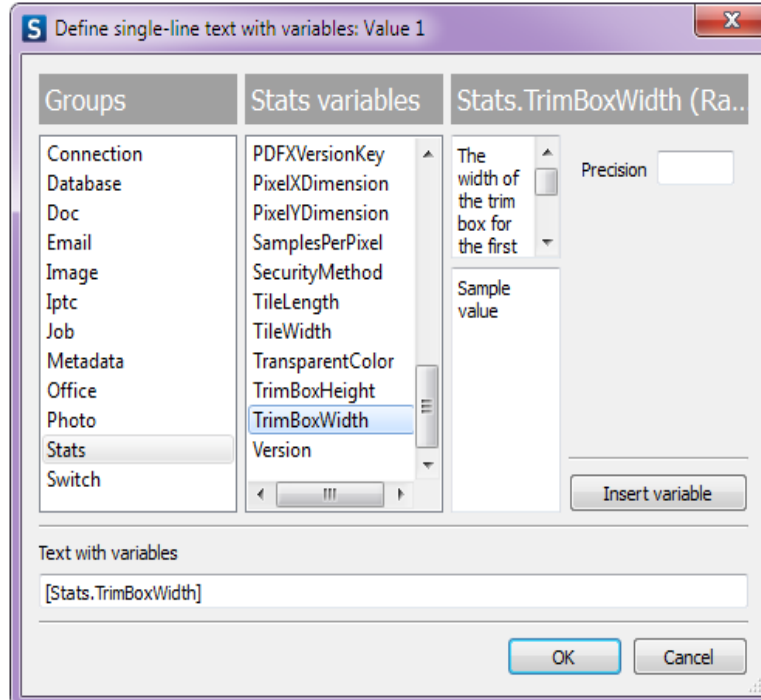 S Define single-line text with variables: Value 1
x
Groups
Stats variables
Stats.TrimBoxWidth (Ra...
Connection
Database
Doc
Email
Image
Iptc
Job
Metadata
Office
Photo
Stats
Switch
PDFXVersionKey
PixelXDimension
PixelYDimension
SamplesPerPixel
SecurityMethod
TileLength
TileWidth
TransparentColor
TrimBoxHeight
TrimBoxWidth
Version
The
width of
the trim
box for
the first
Sample
value
Precision
Insert variable
Text with variables
[Stats.TrimBoxWidth]
OK
Cancel